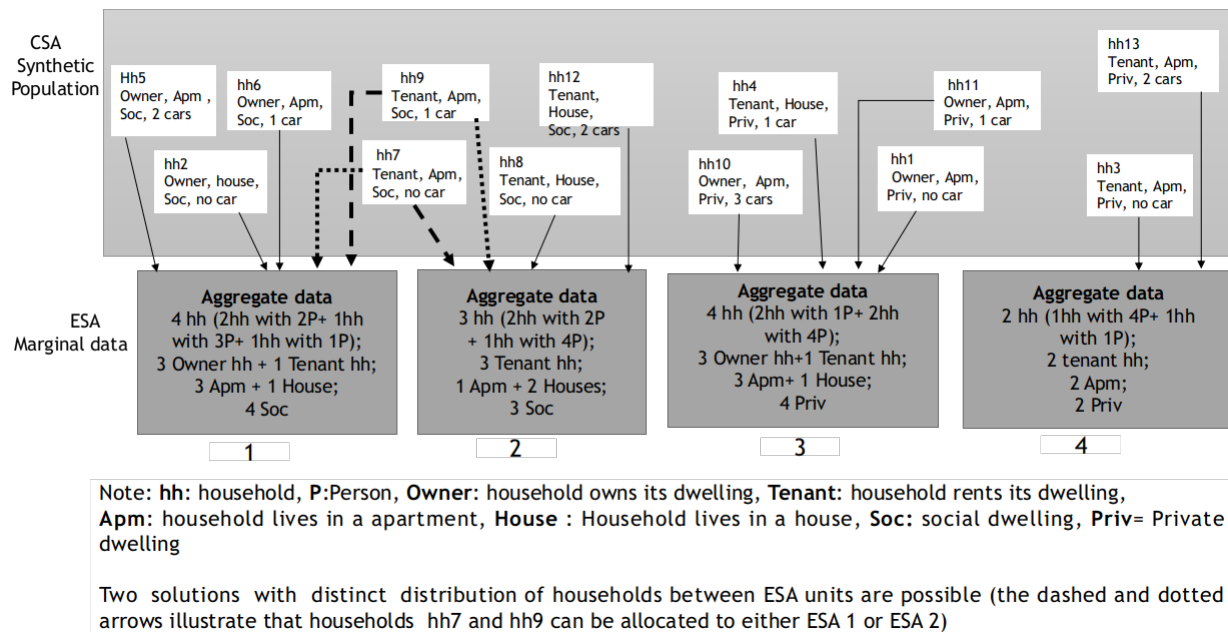 CSA
Synthetic
Population
Hh5
Owner, Apm ,
Soc, 2 cars
hh6
Owner, Apm,
Soc, 1 car
hh2
Owner, house,
Soc, no car
hh9
Tenant, Apm,
Soc, 1 car
hh7
Tenant, Apm,
Soc, no car
hh12
Tenant,
House,
Soc, 2 cars
hh8
Tenant, House,
Soc, no car
hh4
Tenant, House,
Priv, 1 car
hh10
Owner, Apm,
Priv, 3 cars
hh11
Owner, Apm,
Priv, 1 car
hh1
Owner, Apm,
Priv, no car
hh13
Tenant, Apm,
Priv, 2 cars
hh3
Tenant, Apm,
Priv, no car
ESA
Marginal data
Aggregate data
4 hh (2hh with 2P+ 1hh
with 3P+ 1hh with 1P);
3 Owner hh + 1 Tenant hh;
3 Apm + 1 House;
4 Soc
1
Aggregate data
3 hh (2hh with 2P
+ 1hh with 4P);
3 Tenant hh;
1 Apm + 2 Houses;
3 Soc
2
Aggregate data
4 hh (2hh with 1P+ 2hh
with 4P);
3 Owner hh+1 Tenant hh;
3 Apm+ 1 House;
4 Priv
3
Aggregate data
2 hh (1hh with 4P+ 1hh
with 1P);
2 tenant hh;
2 Apm;
2 Priv
4
Note: hh: household, P:Person, Owner: household owns its dwelling, Tenant: household rents its dwelling,
Apm: household lives in a apartment, House : Household lives in a house, Soc: social dwelling, Priv= Private
dwelling
Two solutions with distinct distribution of households between ESA units are possible (the dashed and dotted
arrows illustrate that households hh7 and hh9 can be allocated to either ESA 1 or ESA 2)